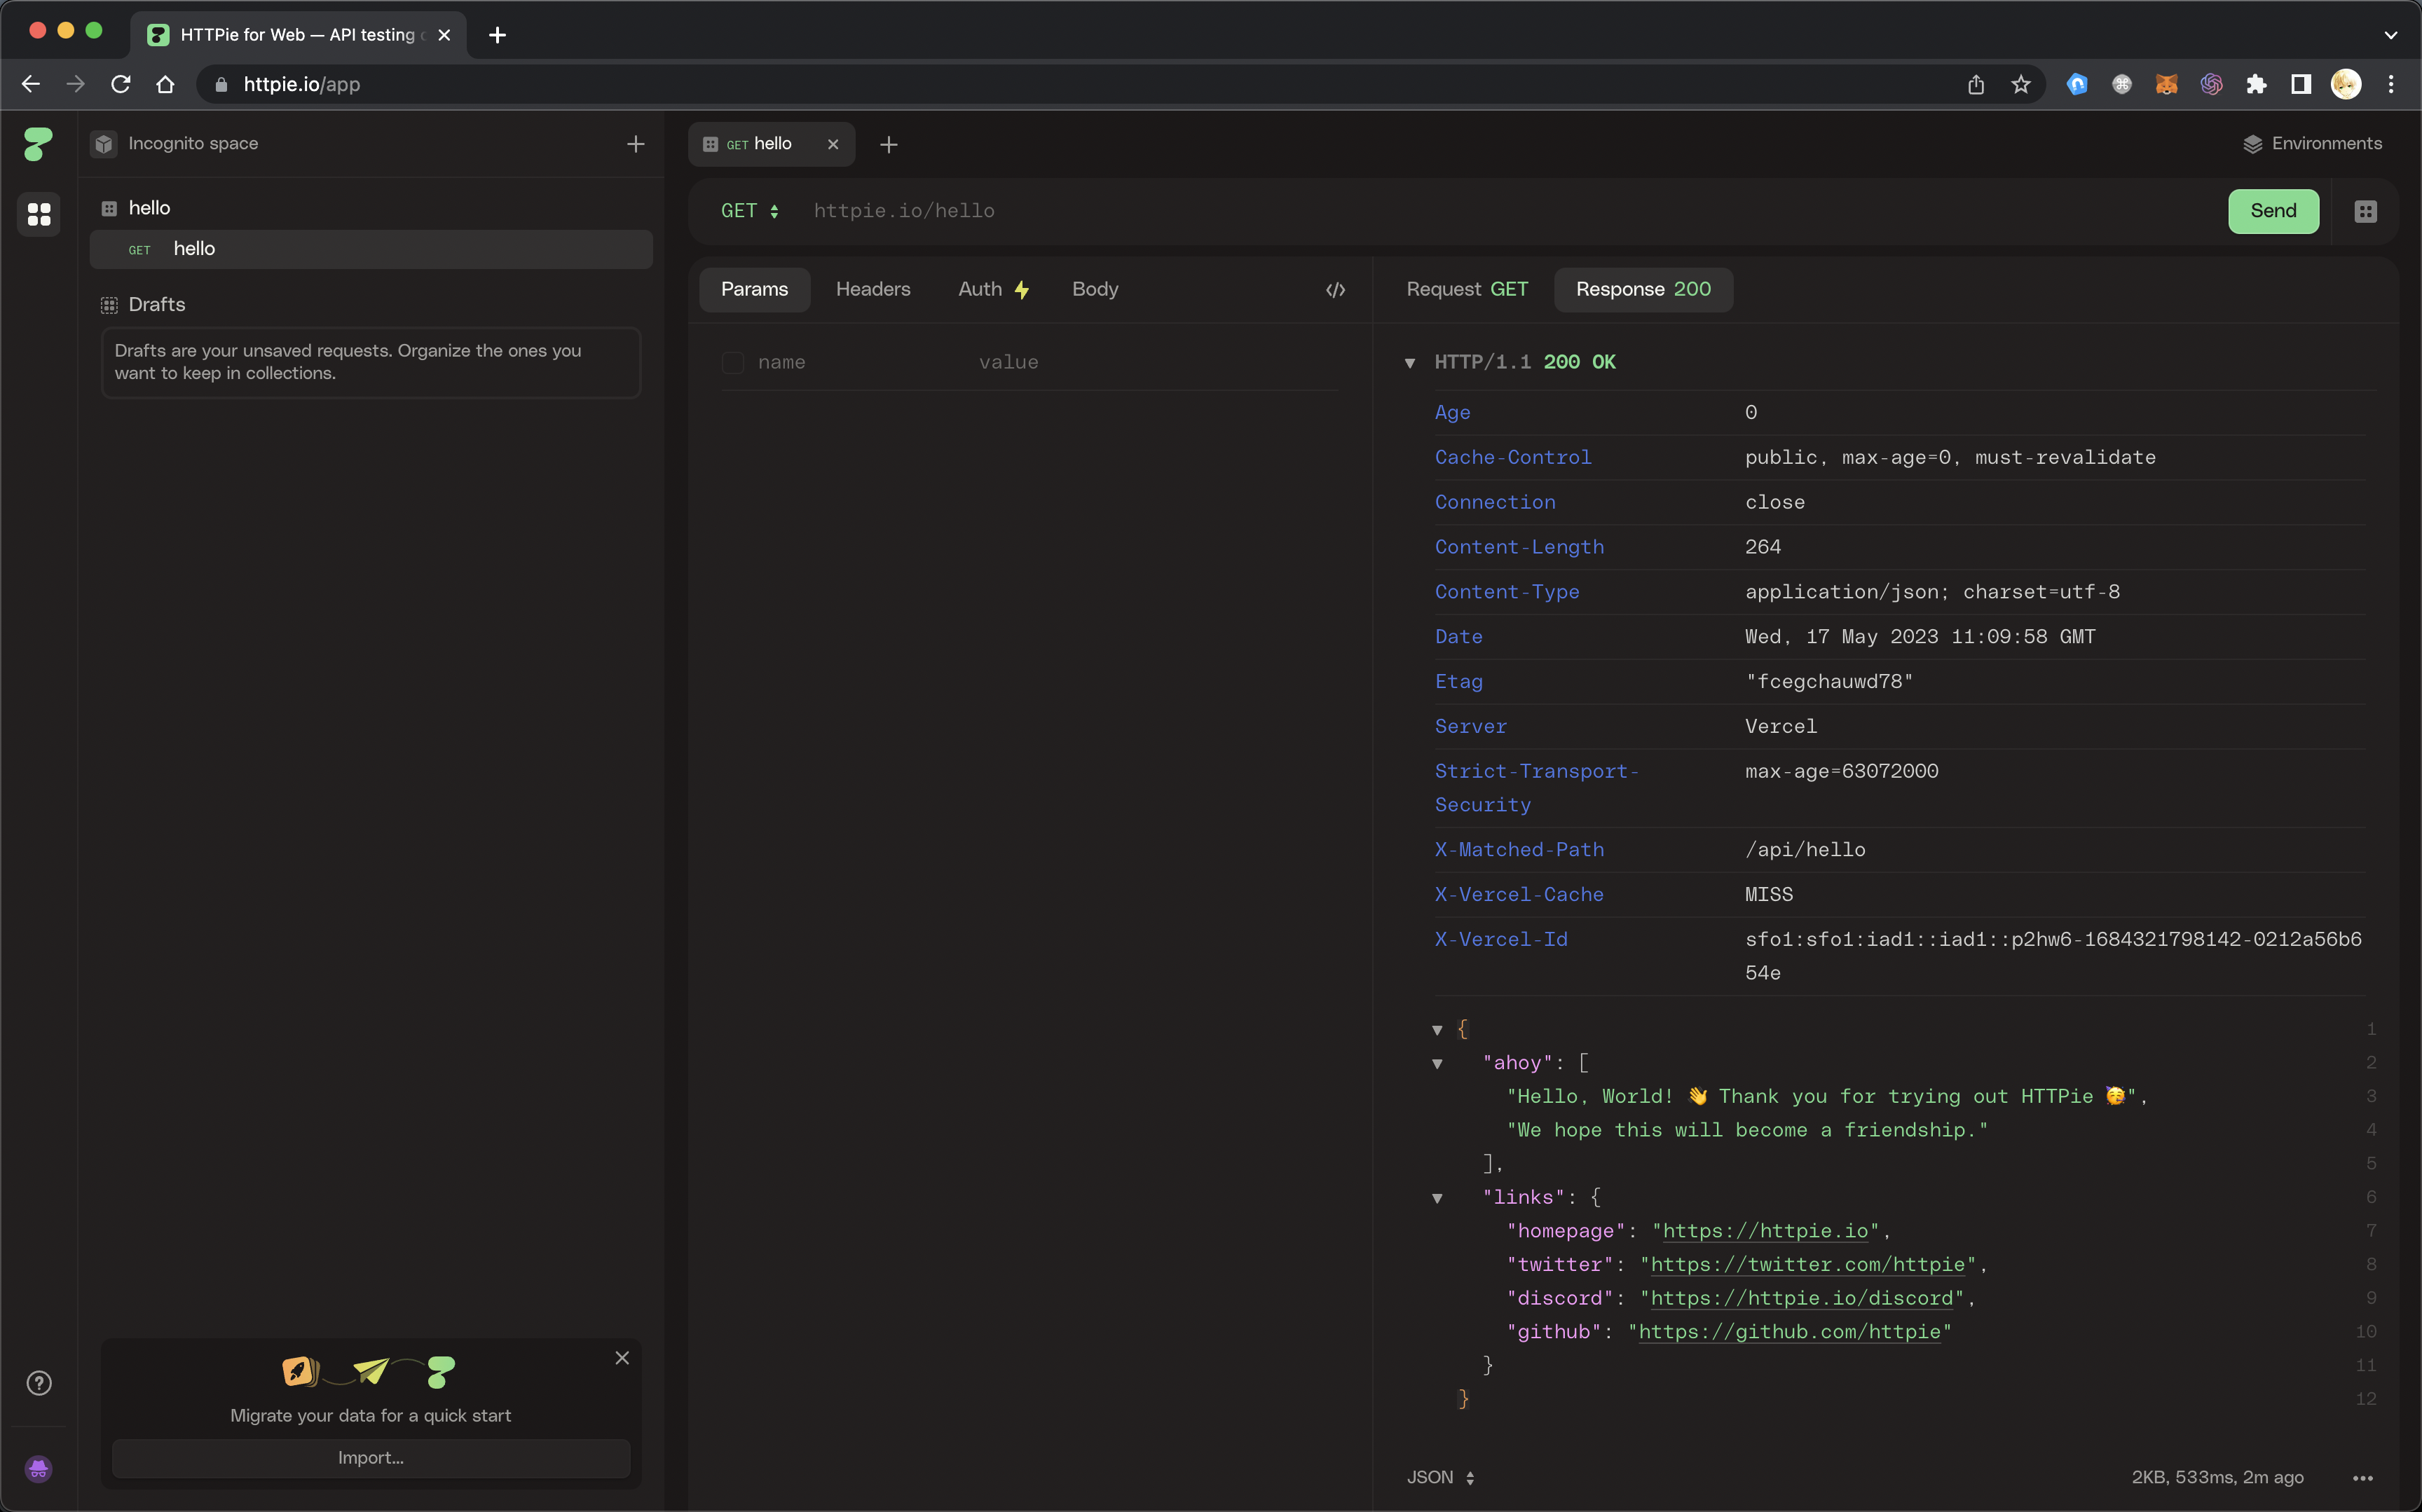 HTTPie for Web — API testing
httpie.io/app
Incognito space
hello
GET hello
Drafts
Drafts are your unsaved requests. Organize the ones you
want to keep in collections.
Migrate your data for a quick start
Import...
GET hello
Environments
GET httpie.io/hello
Send
Params Headers Auth Body
name value
Request GET Response 200
HTTP/1.1 200 OK
Age 0
Cache-Control public, max-age=0, must-revalidate
Connection close
Content-Length 264
Content-Type application/json; charset=utf-8
Date Wed, 17 May 2023 11:09:58 GMT
Etag "fcegchauwd78"
Server Vercel
Strict-Transport- max-age=63072000
Security
X-Matched-Path /api/hello
X-Vercel-Cache MISS
X-Vercel-Id sfo1:sfo1:iad1::iad1::p2hw6-1684321798142-0212a56b6
54e
{ 1
"ahoy": [ 2
"Hello, World! 👋 Thank you for trying out HTTPie 🥳", 3
"We hope this will become a friendship." 4
], 5
"links": { 6
"homepage": "https://httpie.io", 7
"twitter": "https://twitter.com/httpie", 8
"discord": "https://httpie.io/discord", 9
"github": "https://github.com/httpie" 10
} 11
} 12
JSON
2KB, 533ms, 2m ago